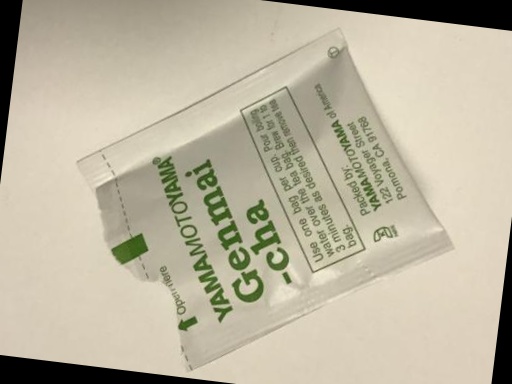 Open Here
YAMAMOTOYAMA®
Genmai
-cha
Use one bag per cup. Pour boiling
water over the tea bag. Brew for 1 to
3 minutes as desired then remove tea
bag.
Packed by:
YAMAMOTOYAMA of America
122 Voyager Street
Pomona, CA 91768